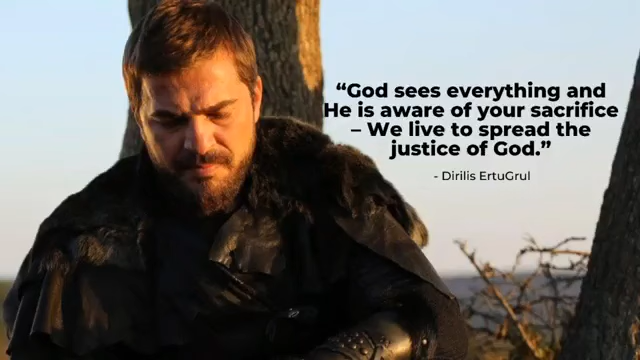 “God sees everything and
He is aware of your sacrifice
– We live to spread the
justice of God.”
- Dirilis ErtuGrul